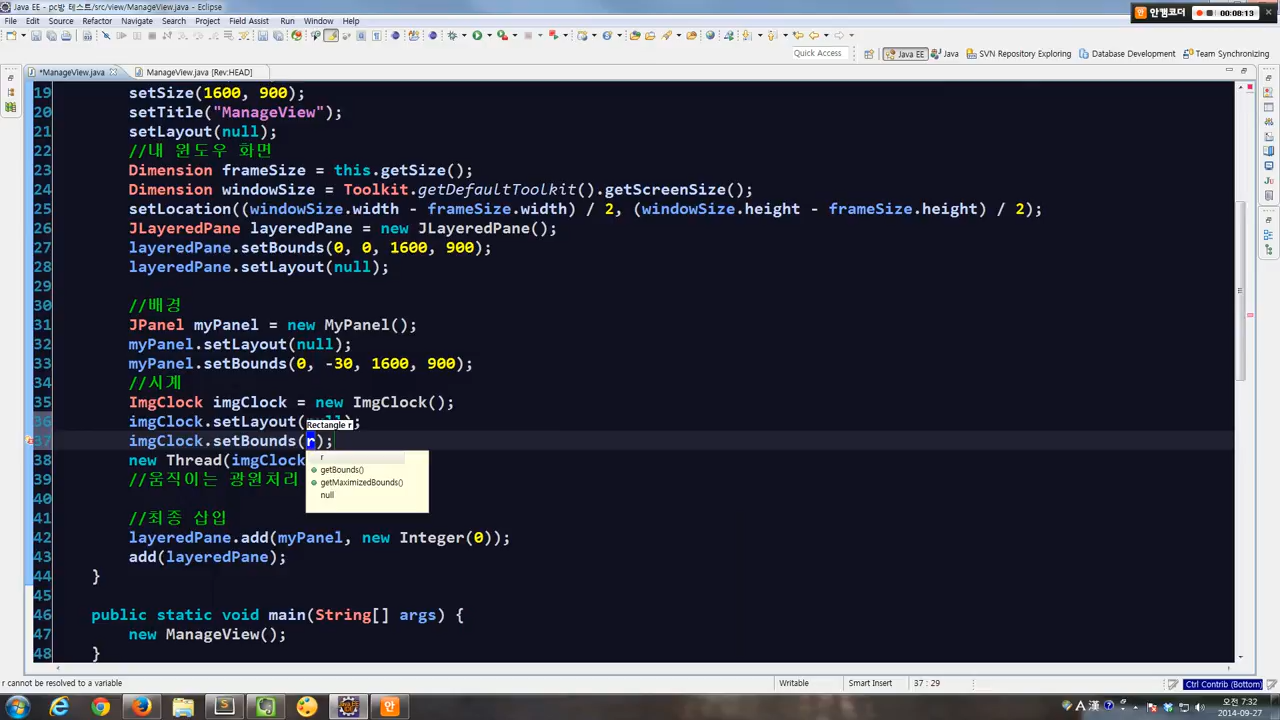 Java EE - pc방 테스트/src/view/ManageView.java - Eclipse
안뱀코더 00:08:13
File Edit Source Refactor Navigate Search Project Field Assist Run Window Help
Quick Access
Java EE Java SVN Repository Exploring Database Development Team Synchronizing
*ManageView.java ManageView.java [Rev:HEAD]
19 setSize(1600, 900);
20 setTitle("ManageView");
21 setLayout(null);
22 //내 윈도우 화면
23 Dimension frameSize = this.getSize();
24 Dimension windowSize = Toolkit.getDefaultToolkit().getScreenSize();
25 setLocation((windowSize.width - frameSize.width) / 2, (windowSize.height - frameSize.height) / 2);
26 JLayeredPane layeredPane = new JLayeredPane();
27 layeredPane.setBounds(0, 0, 1600, 900);
28 layeredPane.setLayout(null);
29
30 //배경
31 JPanel myPanel = new MyPanel();
32 myPanel.setLayout(null);
33 myPanel.setBounds(0, -30, 1600, 900);
34 //시계
35 ImgClock imgClock = new ImgClock();
36 imgClock.setLayout(null);
Rectangle r
37 imgClock.setBounds(r);
38 new Thread(imgClock
r
getBounds()
getMaximizedBounds()
null
39 //움직이는 광원처리
40
41 //최종 삽입
42 layeredPane.add(myPanel, new Integer(0));
43 add(layeredPane);
44 }
45
46 public static void main(String[] args) {
47 new ManageView();
48 }
r cannot be resolved to a variable Writable Smart Insert 37 : 29 Ctrl Contrib (Bottom)
안 A 漢 오전 7:32
2014-09-27